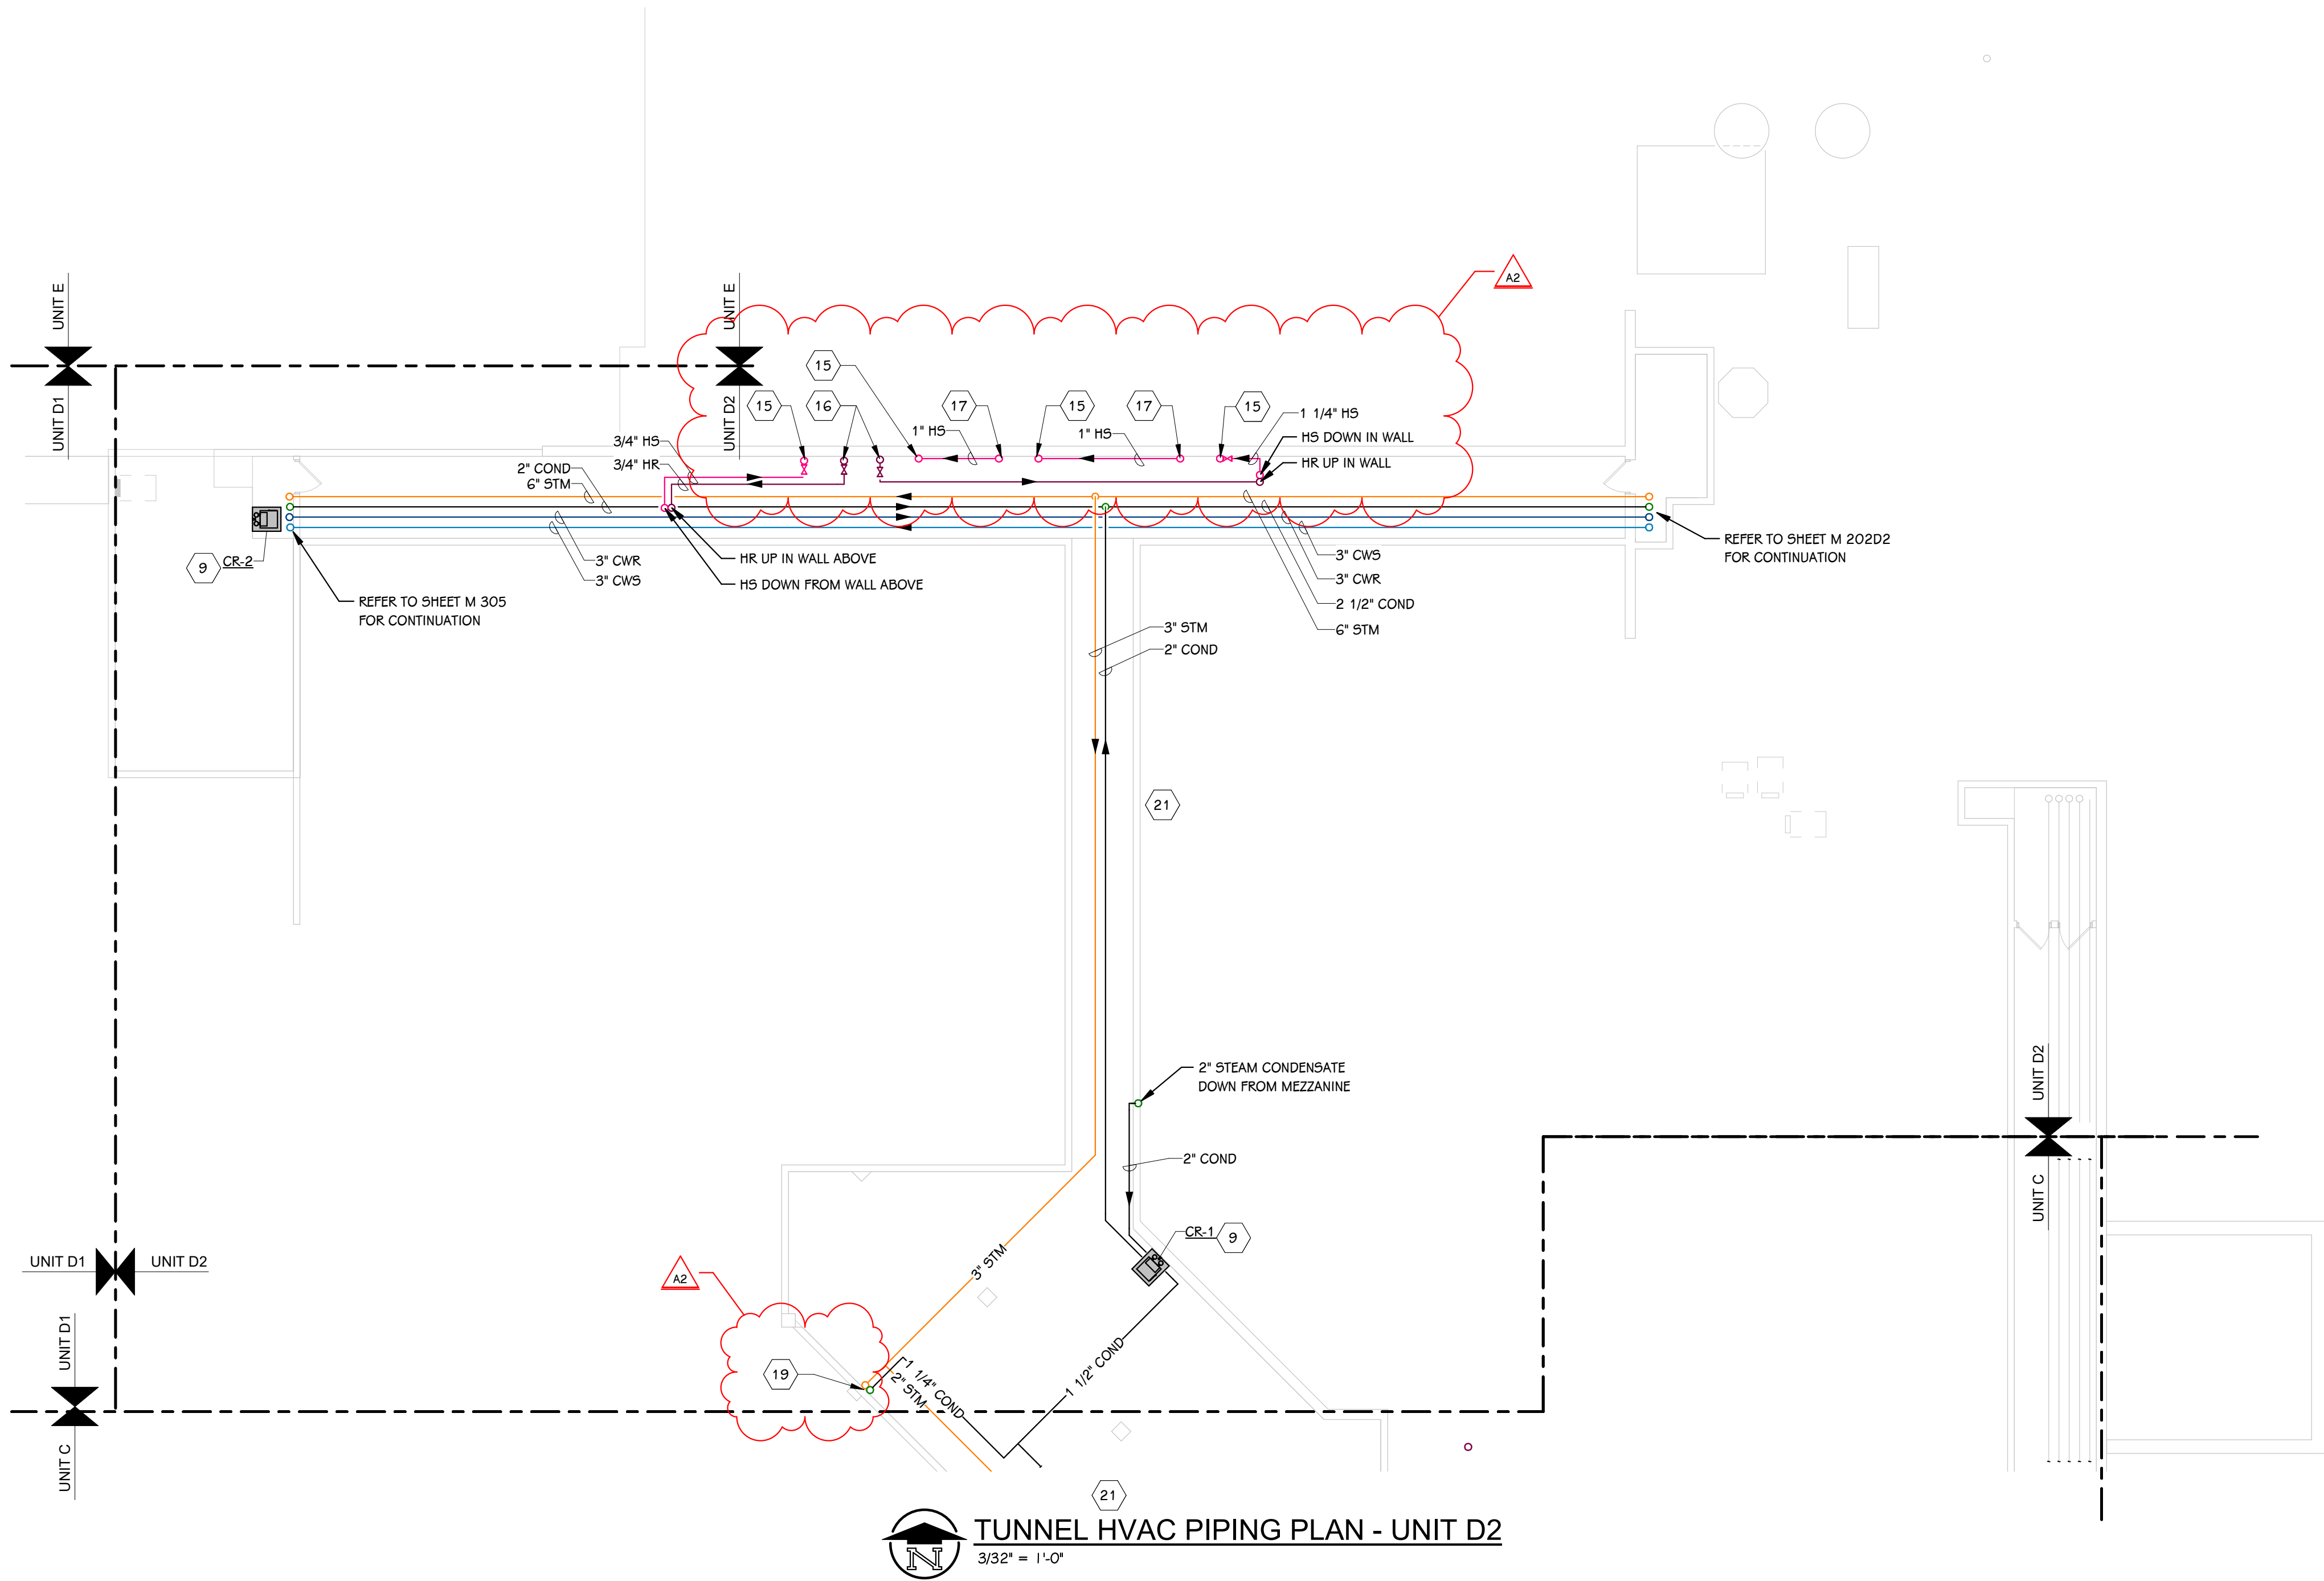 A2
UNIT E
UNIT E
UNIT D1
UNIT D2
15
15
16
17
15
17
15
1 1/4" HS
HS DOWN IN WALL
HR UP IN WALL
1" HS
1" HS
3/4" HS
3/4" HR
2" COND
6" STM
9
CR-2
3" CWR
3" CWS
HR UP IN WALL ABOVE
HS DOWN FROM WALL ABOVE
REFER TO SHEET M 305
FOR CONTINUATION
3" CWS
3" CWR
2 1/2" COND
6" STM
REFER TO SHEET M 202D2
FOR CONTINUATION
3" STM
2" COND
21
2" STEAM CONDENSATE
DOWN FROM MEZZANINE
2" COND
CR-1
9
UNIT D2
UNIT C
UNIT D1
UNIT D2
3" STM
A2
UNIT D1
UNIT C
19
1 1/4" COND
2" STM
1 1/2" COND
21
N
TUNNEL HVAC PIPING PLAN - UNIT D2
3/32" = 1'-0"